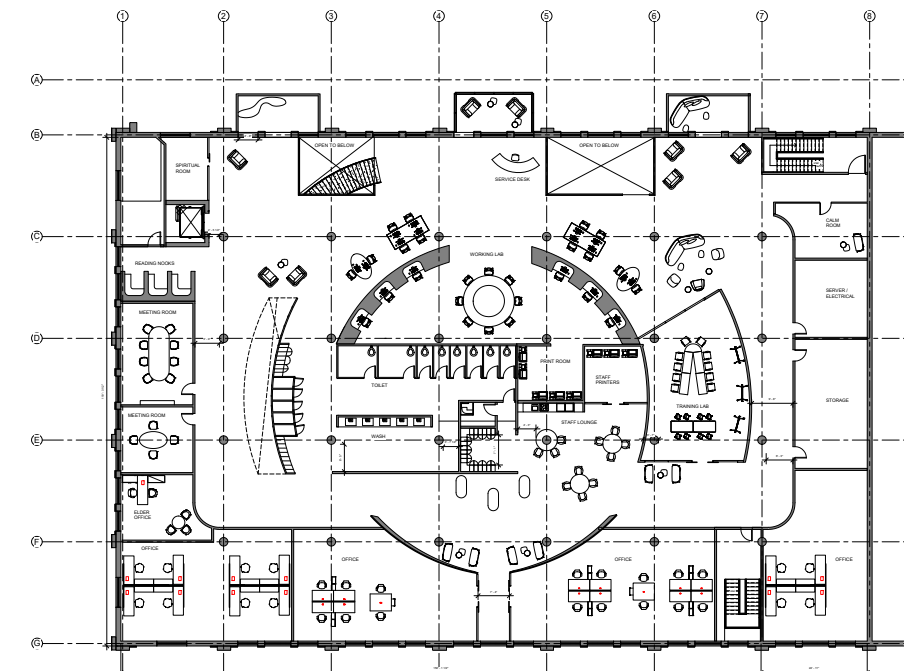 1 2 3 4 5 6 7 8
A
B
OPEN TO BELOW
OPEN TO BELOW
SPIRITUAL
ROOM
SERVICE DESK
CALM
ROOM
C
WORKING LAB
READING NOOKS
SERVER /
ELECTRICAL
MEETING ROOM
D
PRINT ROOM
TOILET
STAFF
PRINTERS
STORAGE
TRAINING LAB
MEETING ROOM
STAFF LOUNGE
WASH
E
ELDER
OFFICE
F
OFFICE
OFFICE
OFFICE
OFFICE
G